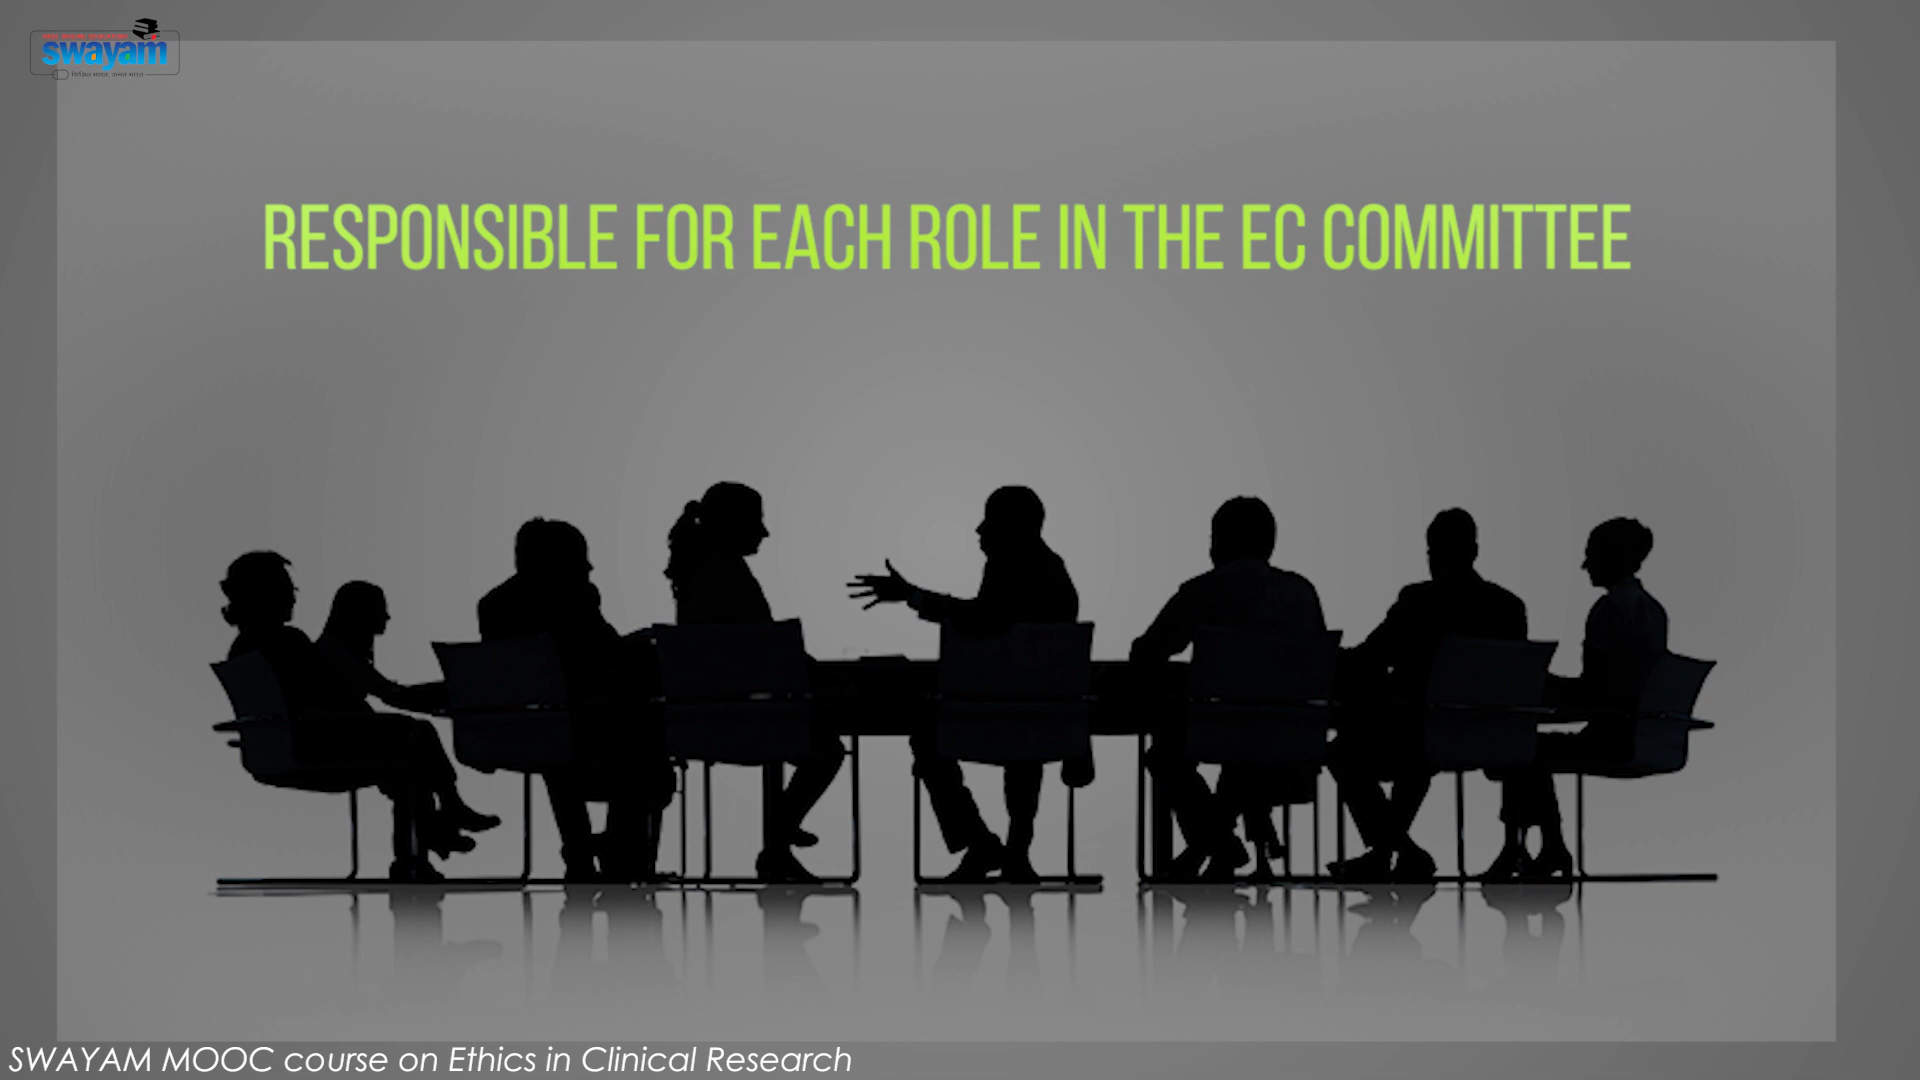 swayam
RESPONSIBLE FOR EACH ROLE IN THE EC COMMITTEE
SWAYAM MOOC course on Ethics in Clinical Research